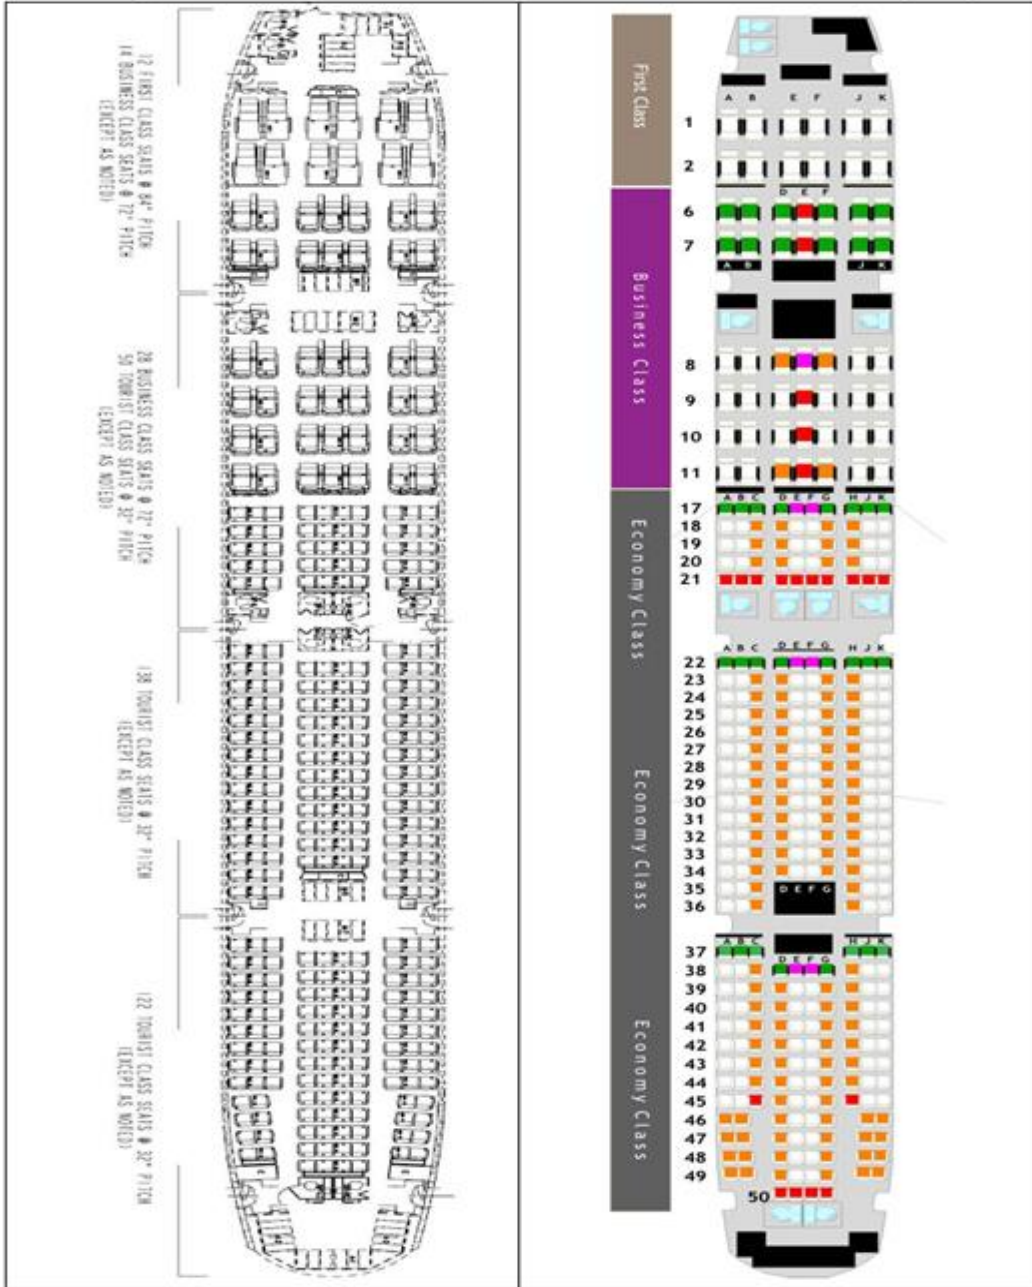 12 FIRST CLASS SEATS @ 84" PITCH
14 BUSINESS CLASS SEATS @ 72" PITCH
(EXCEPT AS NOTED)
28 BUSINESS CLASS SEATS @ 72" PITCH
50 TOURIST CLASS SEATS @ 32" PITCH
(EXCEPT AS NOTED)
138 TOURIST CLASS SEATS @ 32" PITCH
(EXCEPT AS NOTED)
122 TOURIST CLASS SEATS @ 32" PITCH
(EXCEPT AS NOTED)
First Class
Business Class
Economy Class
Economy Class
Economy Class
A B E F J K
1
2
D E F
6
7
A B J K
8
9
10
11
A B C D E F G H J K
17
18
19
20
21
A B C D E F G H J K
22
23
24
25
26
27
28
29
30
31
32
33
34
35 D E F G
36
A B C H J K
37
D E F G
38
39
40
41
42
43
44
45
46
47
48
49
50